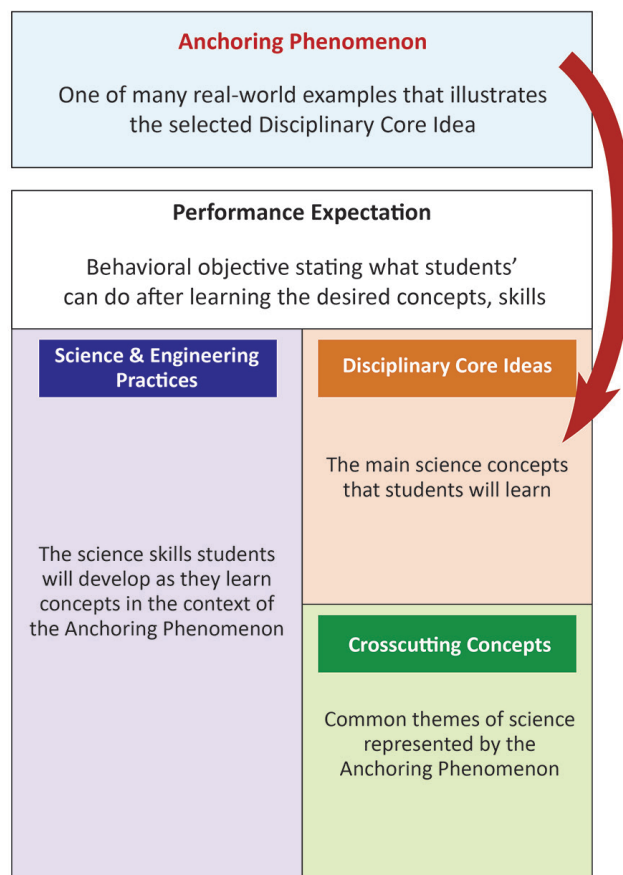 Anchoring Phenomenon
One of many real-world examples that illustrates
the selected Disciplinary Core Idea
Performance Expectation
Behavioral objective stating what students’
can do after learning the desired concepts, skills
Science & Engineering
Practices
The science skills students
will develop as they learn
concepts in the context of
the Anchoring Phenomenon
Disciplinary Core Ideas
The main science concepts
that students will learn
Crosscutting Concepts
Common themes of science
represented by the
Anchoring Phenomenon